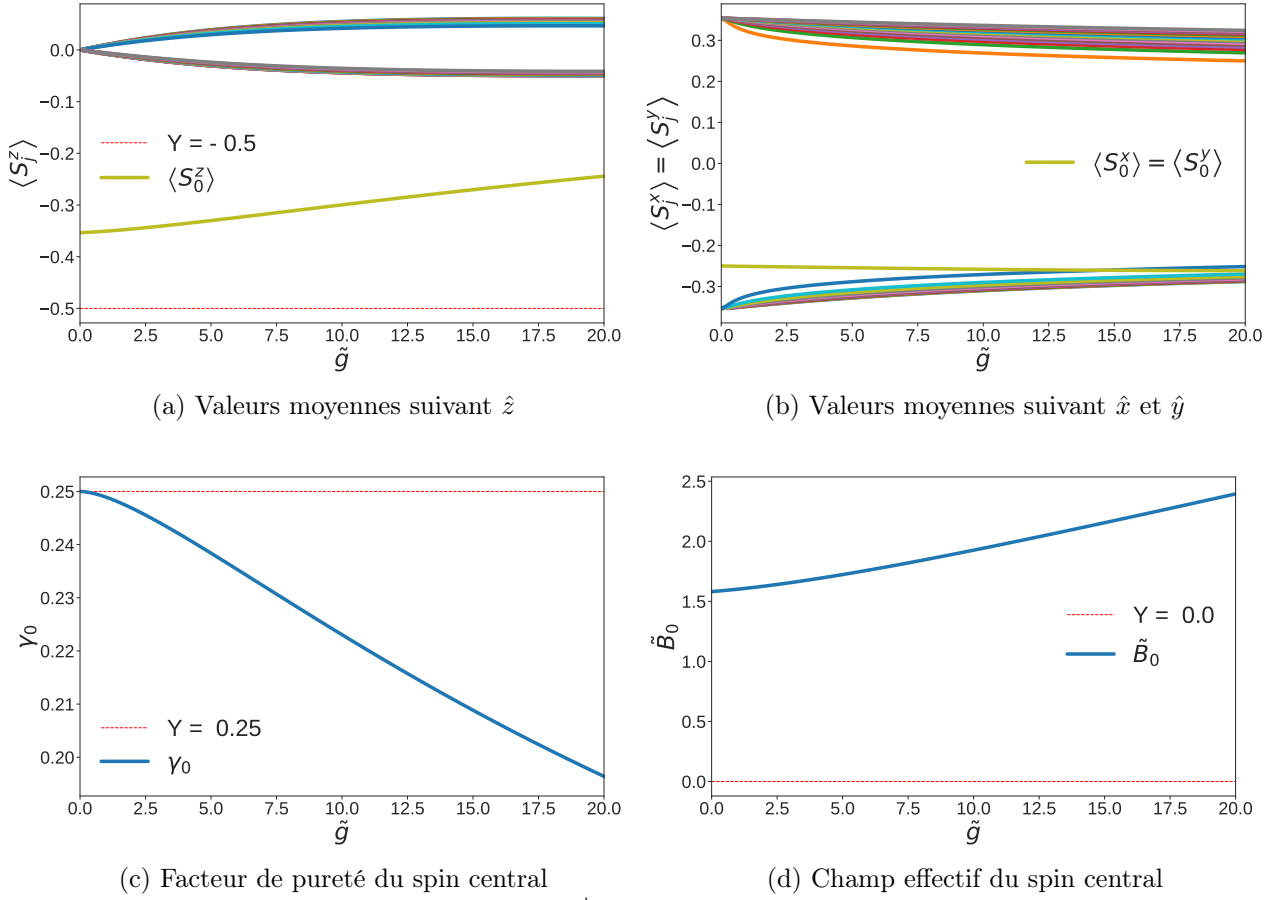 0.0
−0.1
−0.2
−0.3
−0.4
−0.5
⟨S_j^z⟩
Y = - 0.5
⟨S_0^z⟩
0.0 2.5 5.0 7.5 10.0 12.5 15.0 17.5 20.0
g̃
(a) Valeurs moyennes suivant ẑ
0.3
0.2
0.1
0.0
−0.1
−0.2
−0.3
⟨S_j^x⟩ = ⟨S_j^y⟩
⟨S_0^x⟩ = ⟨S_0^y⟩
0.0 2.5 5.0 7.5 10.0 12.5 15.0 17.5 20.0
g̃
(b) Valeurs moyennes suivant x̂ et ŷ
0.25
0.24
0.23
0.22
0.21
0.20
γ_0
Y = 0.25
γ_0
0.0 2.5 5.0 7.5 10.0 12.5 15.0 17.5 20.0
g̃
(c) Facteur de pureté du spin central
2.5
2.0
1.5
1.0
0.5
0.0
B̃_0
Y = 0.0
B̃_0
0.0 2.5 5.0 7.5 10.0 12.5 15.0 17.5 20.0
g̃
(d) Champ effectif du spin central